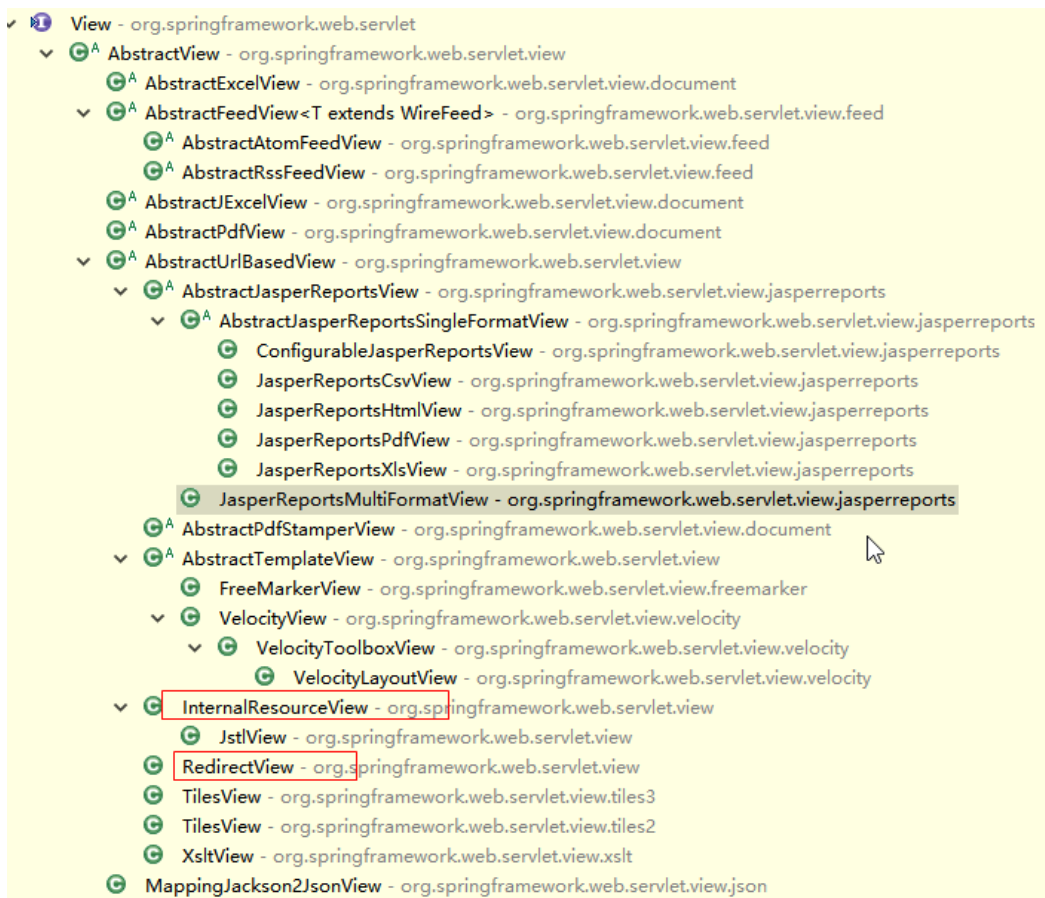 View - org.springframework.web.servlet
AbstractView - org.springframework.web.servlet.view
AbstractExcelView - org.springframework.web.servlet.view.document
AbstractFeedView<T extends WireFeed> - org.springframework.web.servlet.view.feed
AbstractAtomFeedView - org.springframework.web.servlet.view.feed
AbstractRssFeedView - org.springframework.web.servlet.view.feed
AbstractJExcelView - org.springframework.web.servlet.view.document
AbstractPdfView - org.springframework.web.servlet.view.document
AbstractUrlBasedView - org.springframework.web.servlet.view
AbstractJasperReportsView - org.springframework.web.servlet.view.jasperreports
AbstractJasperReportsSingleFormatView - org.springframework.web.servlet.view.jasperreports
ConfigurableJasperReportsView - org.springframework.web.servlet.view.jasperreports
JasperReportsCsvView - org.springframework.web.servlet.view.jasperreports
JasperReportsHtmlView - org.springframework.web.servlet.view.jasperreports
JasperReportsPdfView - org.springframework.web.servlet.view.jasperreports
JasperReportsXlsView - org.springframework.web.servlet.view.jasperreports
JasperReportsMultiFormatView - org.springframework.web.servlet.view.jasperreports
AbstractPdfStamperView - org.springframework.web.servlet.view.document
AbstractTemplateView - org.springframework.web.servlet.view
FreeMarkerView - org.springframework.web.servlet.view.freemarker
VelocityView - org.springframework.web.servlet.view.velocity
VelocityToolboxView - org.springframework.web.servlet.view.velocity
VelocityLayoutView - org.springframework.web.servlet.view.velocity
InternalResourceView - org.springframework.web.servlet.view
JstlView - org.springframework.web.servlet.view
RedirectView - org.springframework.web.servlet.view
TilesView - org.springframework.web.servlet.view.tiles3
TilesView - org.springframework.web.servlet.view.tiles2
XsltView - org.springframework.web.servlet.view.xslt
MappingJackson2JsonView - org.springframework.web.servlet.view.json